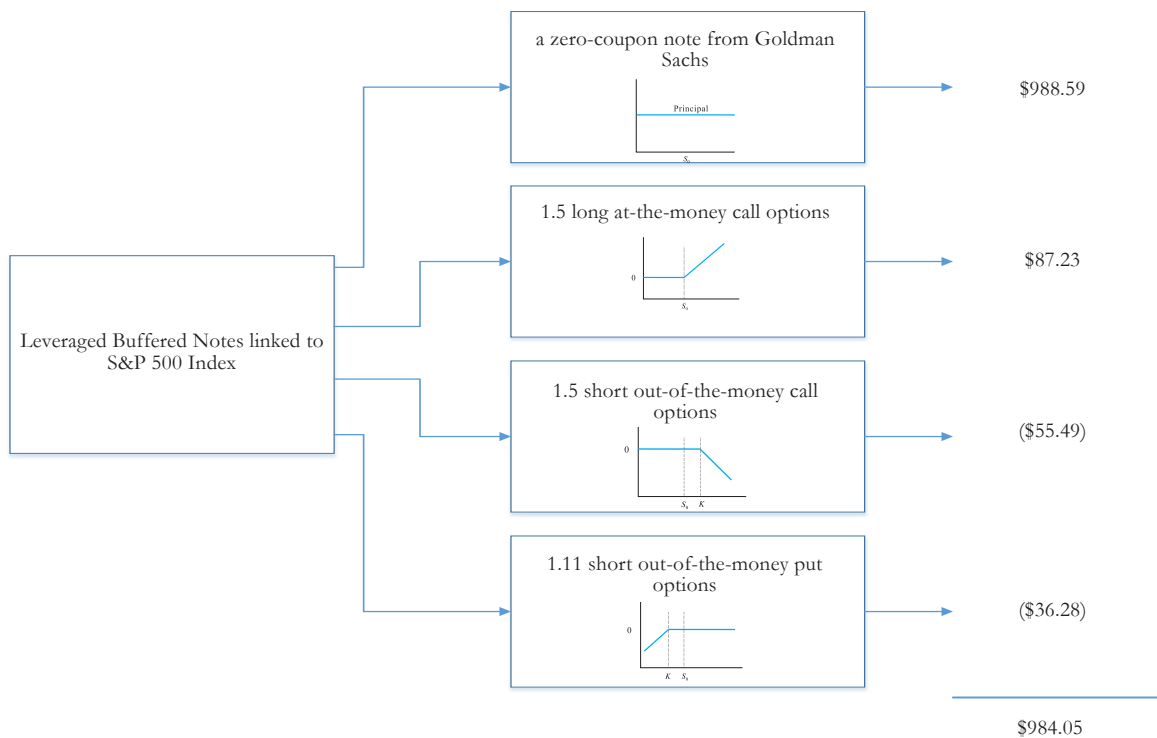 a zero-coupon note from Goldman
Sachs
Principal
S₀
$988.59
1.5 long at-the-money call options
0
S₀
$87.23
Leveraged Buffered Notes linked to
S&P 500 Index
1.5 short out-of-the-money call
options
0
S₀ K
($55.49)
1.11 short out-of-the-money put
options
0
K S₀
($36.28)
$984.05